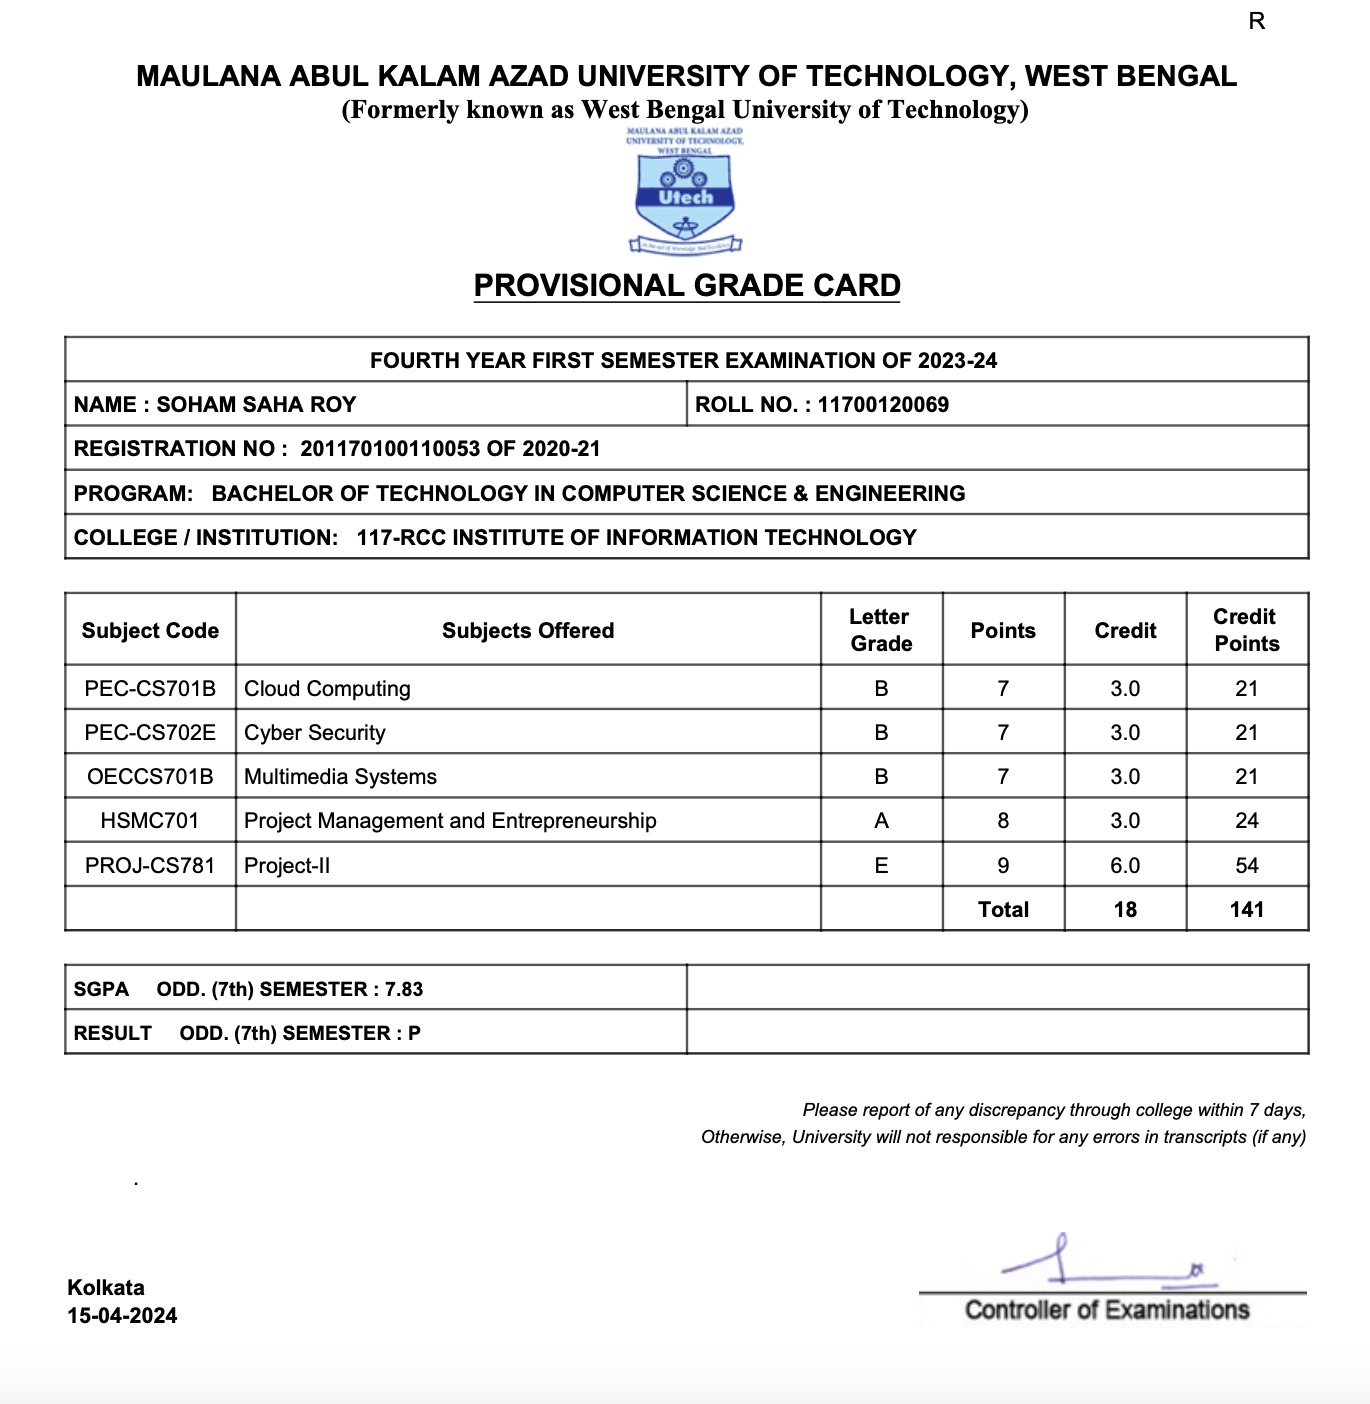 R
MAULANA ABUL KALAM AZAD UNIVERSITY OF TECHNOLOGY, WEST BENGAL
(Formerly known as West Bengal University of Technology)
MAULANA ABUL KALAM AZAD
UNIVERSITY OF TECHNOLOGY,
WEST BENGAL
Utech
PROVISIONAL GRADE CARD
FOURTH YEAR FIRST SEMESTER EXAMINATION OF 2023-24
NAME : SOHAM SAHA ROY ROLL NO. : 11700120069
REGISTRATION NO : 201170100110053 OF 2020-21
PROGRAM: BACHELOR OF TECHNOLOGY IN COMPUTER SCIENCE & ENGINEERING
COLLEGE / INSTITUTION: 117-RCC INSTITUTE OF INFORMATION TECHNOLOGY
Subject Code Subjects Offered Letter Grade Points Credit Credit Points
PEC-CS701B Cloud Computing B 7 3.0 21
PEC-CS702E Cyber Security B 7 3.0 21
OECCS701B Multimedia Systems B 7 3.0 21
HSMC701 Project Management and Entrepreneurship A 8 3.0 24
PROJ-CS781 Project-II E 9 6.0 54
Total 18 141
SGPA ODD. (7th) SEMESTER : 7.83
RESULT ODD. (7th) SEMESTER : P
Please report of any discrepancy through college within 7 days,
Otherwise, University will not responsible for any errors in transcripts (if any)
.
Kolkata
15-04-2024
Controller of Examinations